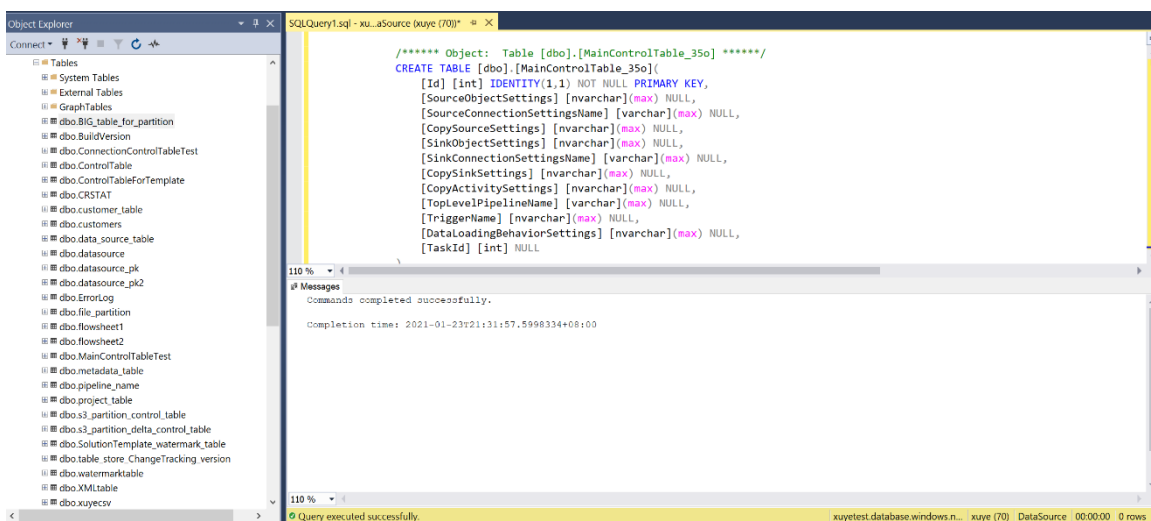 Object Explorer
Connect
Tables
System Tables
External Tables
GraphTables
dbo.BIG_table_for_partition
dbo.BuildVersion
dbo.ConnectionControlTableTest
dbo.ControlTable
dbo.ControlTableForTemplate
dbo.CRSTAT
dbo.customer_table
dbo.customers
dbo.data_source_table
dbo.datasource
dbo.datasource_pk
dbo.datasource_pk2
dbo.ErrorLog
dbo.file_partition
dbo.flowsheet1
dbo.flowsheet2
dbo.MainControlTableTest
dbo.metadata_table
dbo.pipeline_name
dbo.project_table
dbo.s3_partition_control_table
dbo.s3_partition_delta_control_table
dbo.SolutionTemplate_watermark_table
dbo.table_store_ChangeTracking_version
dbo.watermarktable
dbo.XMLtable
dbo.xuyecsv
SQLQuery1.sql - xu...aSource (xuye (70))*
/****** Object:  Table [dbo].[MainControlTable_35o] ******/
CREATE TABLE [dbo].[MainControlTable_35o](
[Id] [int] IDENTITY(1,1) NOT NULL PRIMARY KEY,
[SourceObjectSettings] [nvarchar](max) NULL,
[SourceConnectionSettingsName] [varchar](max) NULL,
[CopySourceSettings] [nvarchar](max) NULL,
[SinkObjectSettings] [nvarchar](max) NULL,
[SinkConnectionSettingsName] [varchar](max) NULL,
[CopySinkSettings] [nvarchar](max) NULL,
[CopyActivitySettings] [nvarchar](max) NULL,
[TopLevelPipelineName] [varchar](max) NULL,
[TriggerName] [nvarchar](max) NULL,
[DataLoadingBehaviorSettings] [nvarchar](max) NULL,
[TaskId] [int] NULL
)
110 %
Messages
Commands completed successfully.
Completion time: 2021-01-23T21:31:57.5998334+08:00
110 %
Query executed successfully.
xuyetest.database.windows.n... xuye (70) DataSource 00:00:00 0 rows